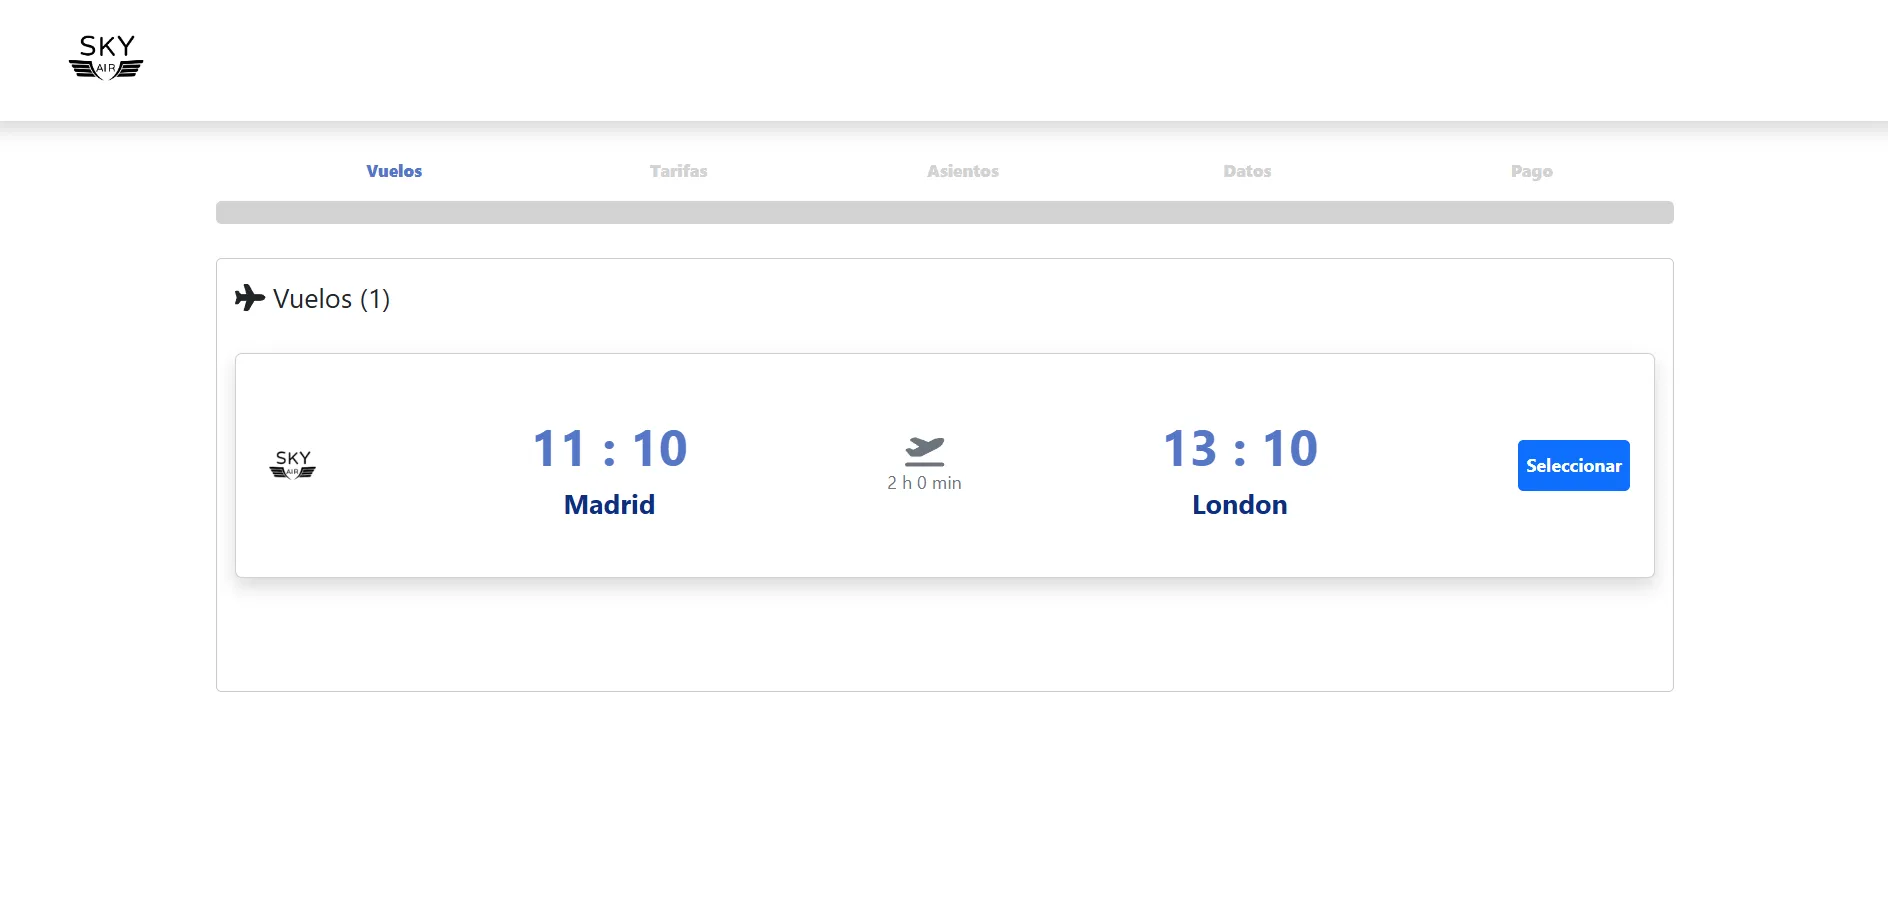 SKY
AIR
Vuelos Tarifas Asientos Datos Pago
Vuelos (1)
SKY
AIR
11 : 10
Madrid
2 h 0 min
13 : 10
London
Seleccionar